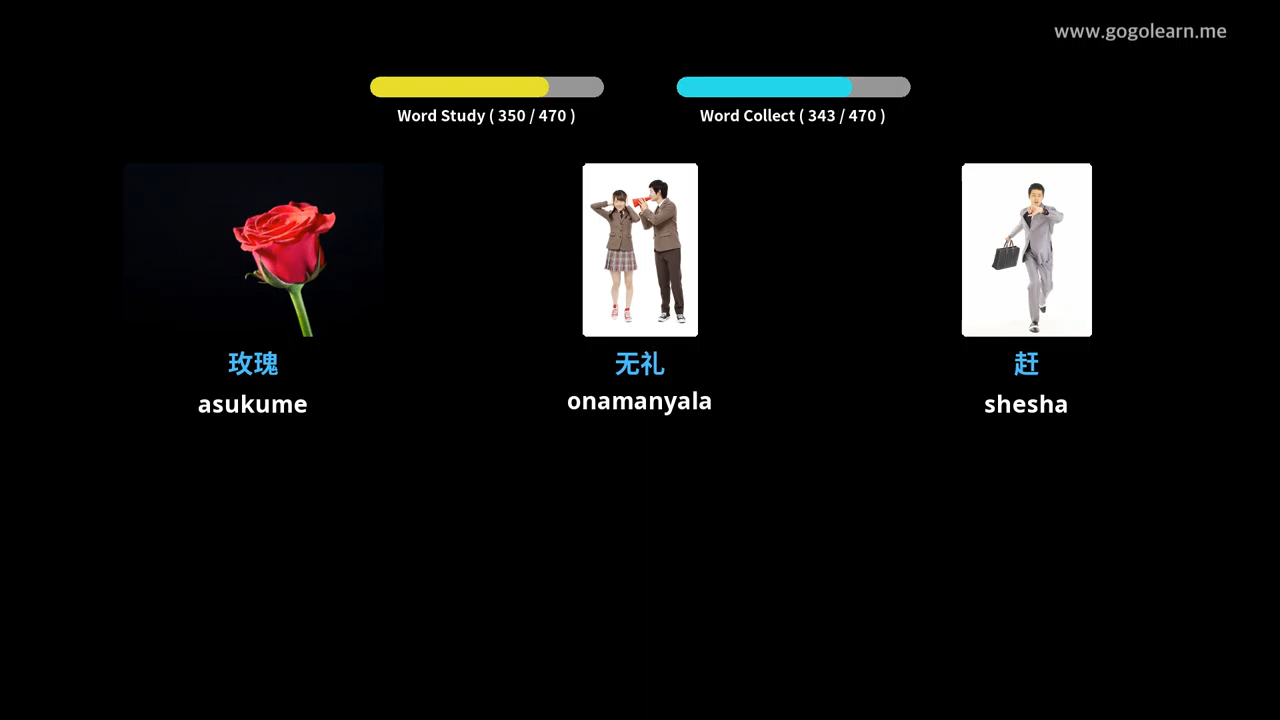 www.gogolearn.me
Word Study ( 350 / 470 )
Word Collect ( 343 / 470 )
玫瑰
无礼
赶
asukume
onamanyala
shesha